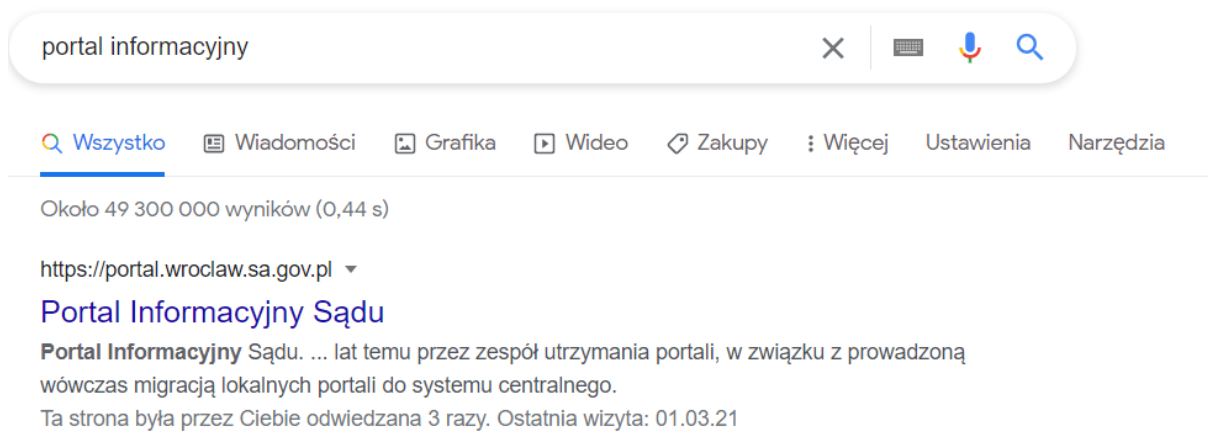 portal informacyjny
Wszystko Wiadomości Grafika Wideo Zakupy Więcej Ustawienia Narzędzia
Około 49 300 000 wyników (0,44 s)
https://portal.wroclaw.sa.gov.pl
Portal Informacyjny Sądu
Portal Informacyjny Sądu. ... lat temu przez zespół utrzymania portali, w związku z prowadzoną
wówczas migracją lokalnych portali do systemu centralnego.
Ta strona była przez Ciebie odwiedzana 3 razy. Ostatnia wizyta: 01.03.21